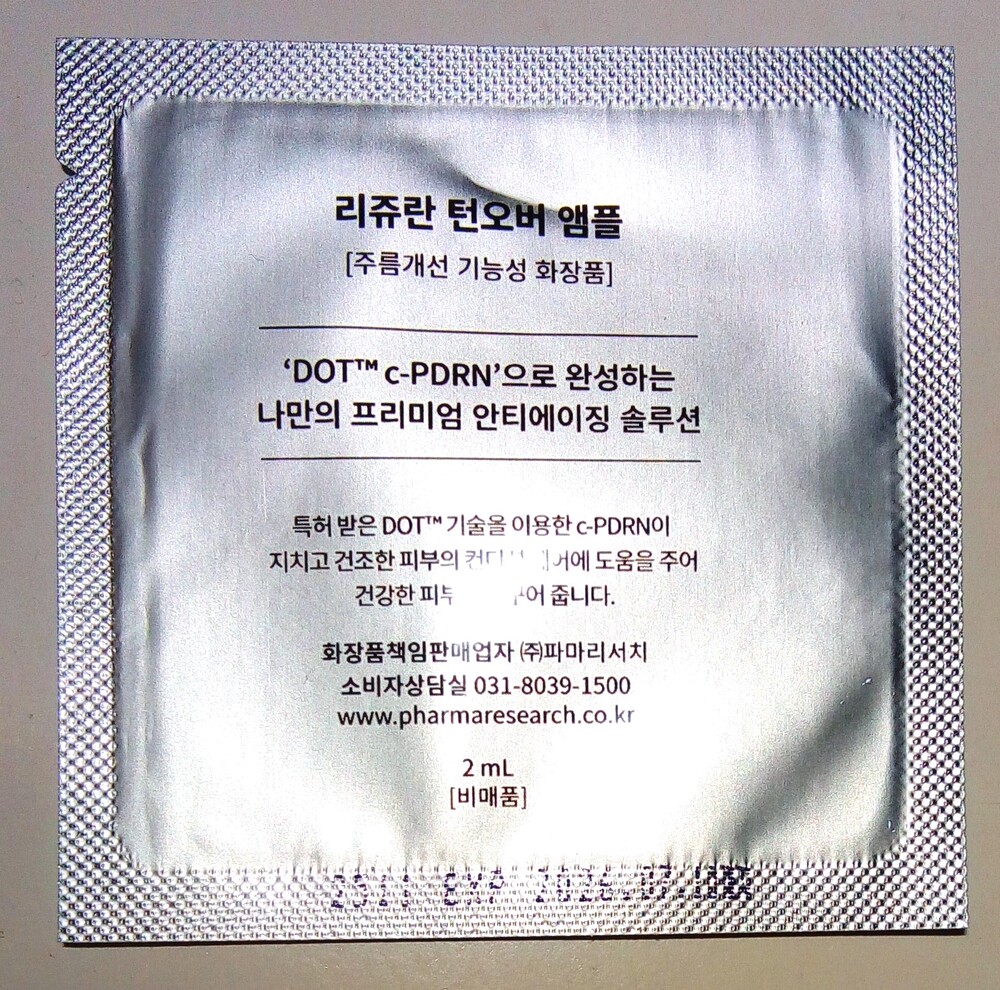 리쥬란 턴오버 앰플
[주름개선 기능성 화장품]
‘DOT™ c-PDRN’으로 완성하는
나만의 프리미엄 안티에이징 솔루션
특허 받은 DOT™ 기술을 이용한 c-PDRN이
지치고 건조한 피부의 도움을 주어
건강한 줍니다.
화장품책임판매업자 ㈜파마리서치
소비자상담실 031-8039-1500
www.pharmaresearch.co.kr
2 mL
[비매품]
EXP